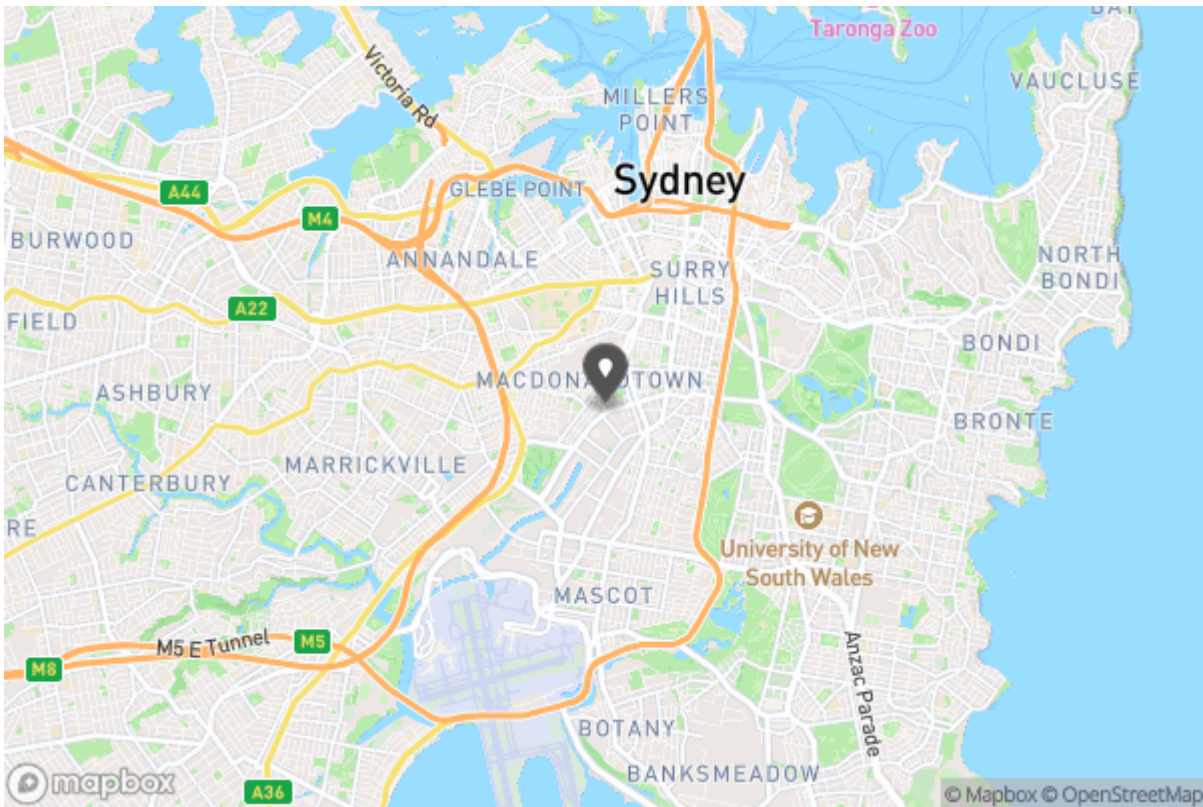 Taronga Zoo
BAY
VAUCLUSE
Victoria Rd
MILLERS
POINT
Sydney
GLEBE POINT
A44
M4
BURWOOD
ANNANDALE
SURRY
HILLS
NORTH
BONDI
A22
FIELD
BONDI
MACDONALDTOWN
ASHBURY
BRONTE
MARRICKVILLE
CANTERBURY
RE
University of New
South Wales
MASCOT
M5 E Tunnel
M5
M8
Anzac Parade
BOTANY
BANKSMEADOW
A36
mapbox
© Mapbox © OpenStreetMap